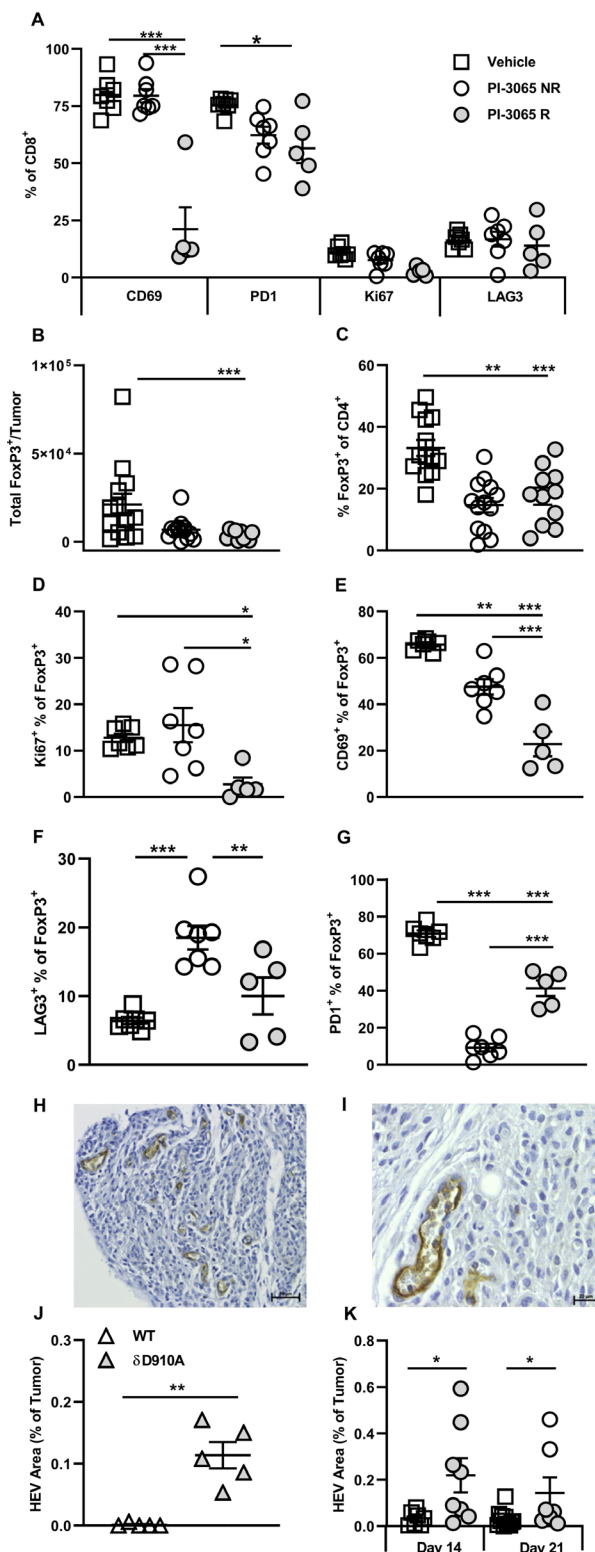 A
***
***
*
Vehicle
PI-3065 NR
PI-3065 R
% of CD8+
100
75
50
25
0
CD69
PD1
Ki67
LAG3
B
Total FoxP3+/Tumor
1×10^5
5×10^4
0
***
C
% FoxP3+ of CD4+
60
40
20
0
** ***
D
Ki67+ % of FoxP3+
40
30
20
10
0
*
*
E
CD69+ % of FoxP3+
80
60
40
20
0
** ***
***
F
LAG3+ % of FoxP3+
30
20
10
0
*** **
G
PD1+ % of FoxP3+
100
80
60
40
20
0
*** ***
***
H
I
J
WT
δD910A
HEV Area (% of Tumor)
0.3
0.2
0.1
0.0
**
K
HEV Area (% of Tumor)
0.8
0.6
0.4
0.2
0.0
* *
Day 14
Day 21